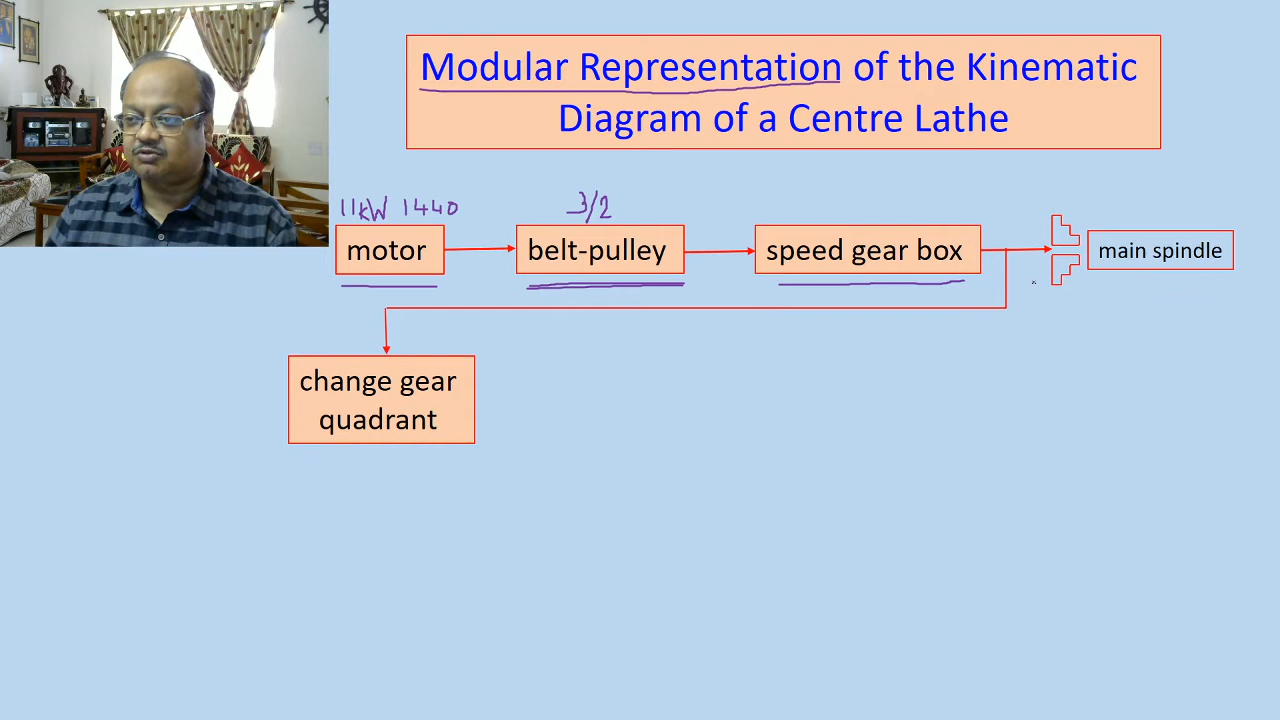 Modular Representation of the Kinematic
Diagram of a Centre Lathe
11kW 1440
3/2
motor
belt-pulley
speed gear box
main spindle
change gear
quadrant